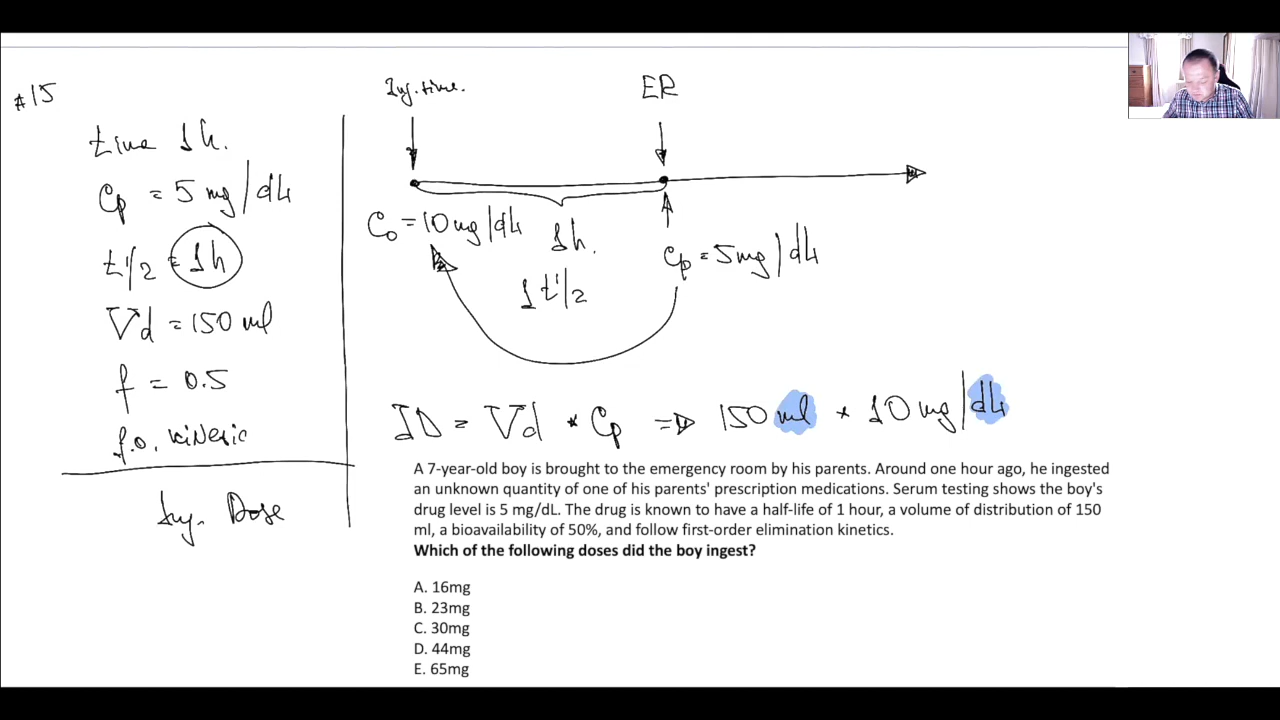 #15
Ing. time.
ER
time 1h.
Cp = 5 mg/dL
t1/2 = 1h
Vd = 150 ml
f = 0.5
f.o. kinetic
Ing. Dose
C0 = 10 mg/dL
1h.
1 t1/2
Cp = 5mg/dL
ID = Vd * Cp => 150 ml * 10 mg/dL
A 7-year-old boy is brought to the emergency room by his parents. Around one hour ago, he ingested
an unknown quantity of one of his parents' prescription medications. Serum testing shows the boy's
drug level is 5 mg/dL. The drug is known to have a half-life of 1 hour, a volume of distribution of 150
ml, a bioavailability of 50%, and follow first-order elimination kinetics.
Which of the following doses did the boy ingest?
A. 16mg
B. 23mg
C. 30mg
D. 44mg
E. 65mg